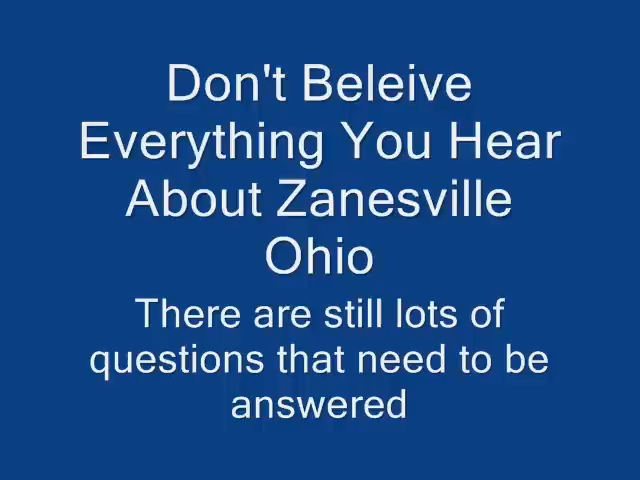 Don't Beleive
Everything You Hear
About Zanesville
Ohio
There are still lots of
questions that need to be
answered